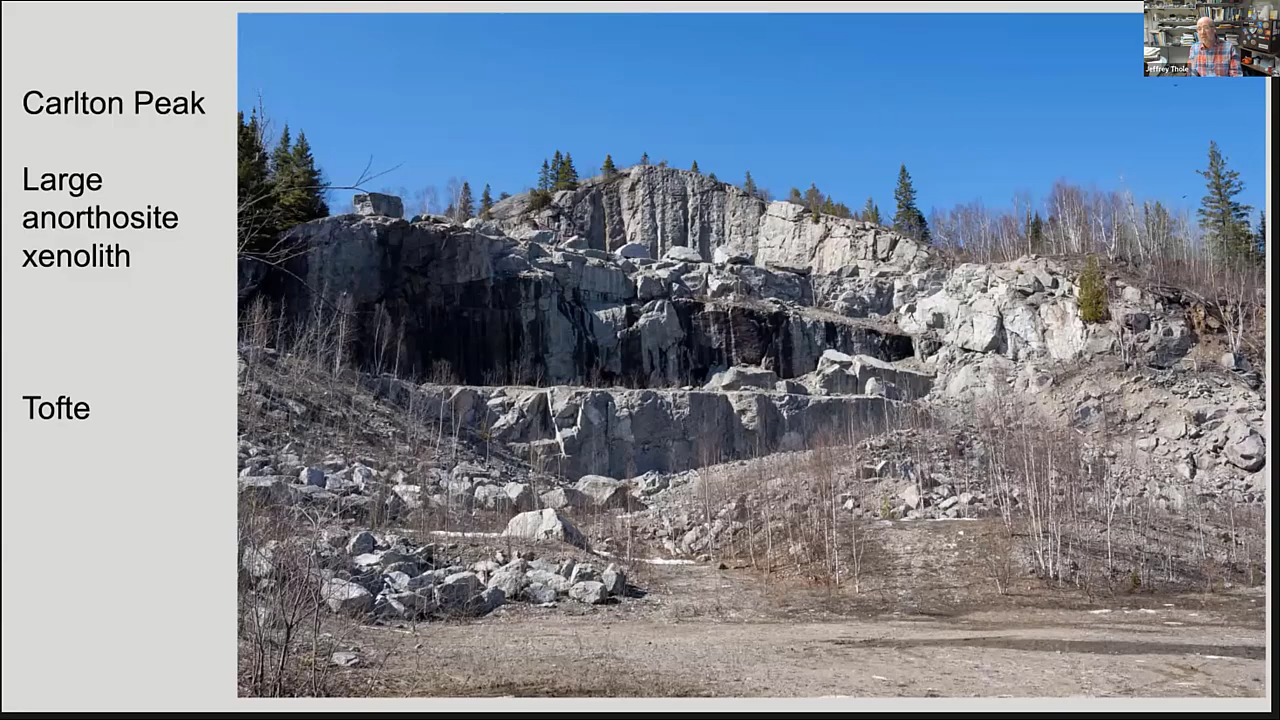 Carlton Peak
Large
anorthosite
xenolith
Tofte
Jeffrey Thole